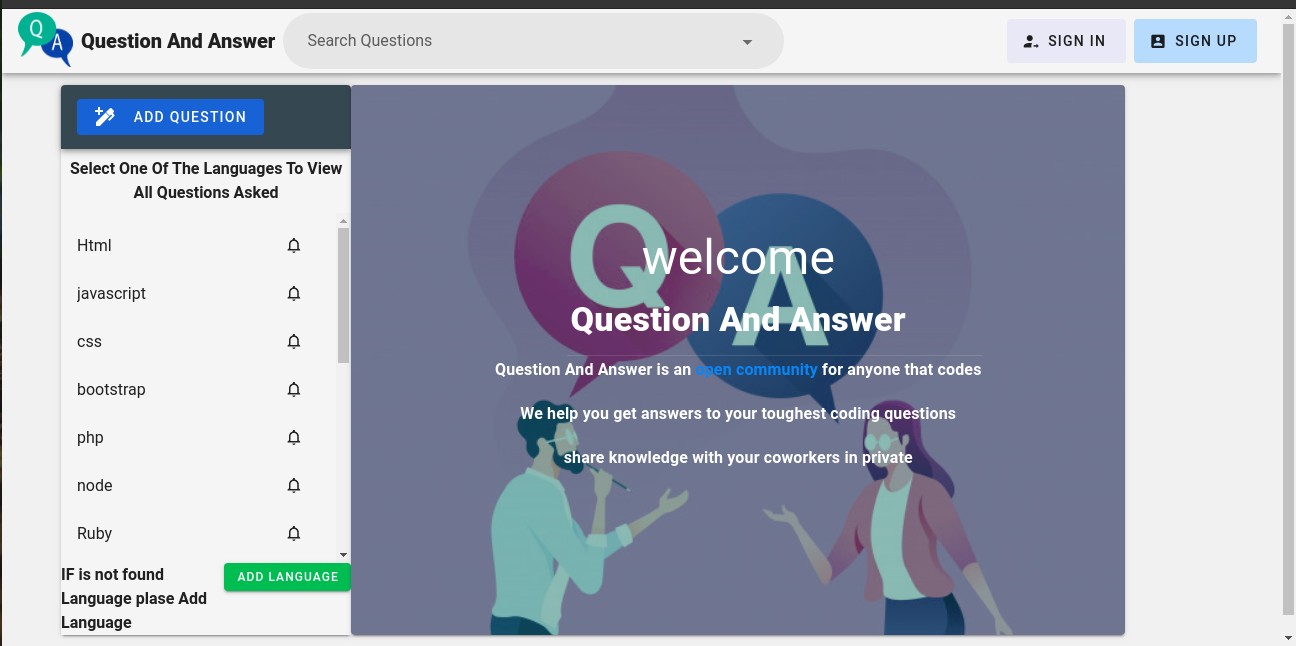 Q
A
Question And Answer
Search Questions
SIGN IN
SIGN UP
ADD QUESTION
Select One Of The Languages To View
All Questions Asked
Html
javascript
css
bootstrap
php
node
Ruby
IF is not found
Language plase Add
Language
ADD LANGUAGE
Q
A
welcome
Question And Answer
Question And Answer is an open community for anyone that codes
We help you get answers to your toughest coding questions
share knowledge with your coworkers in private